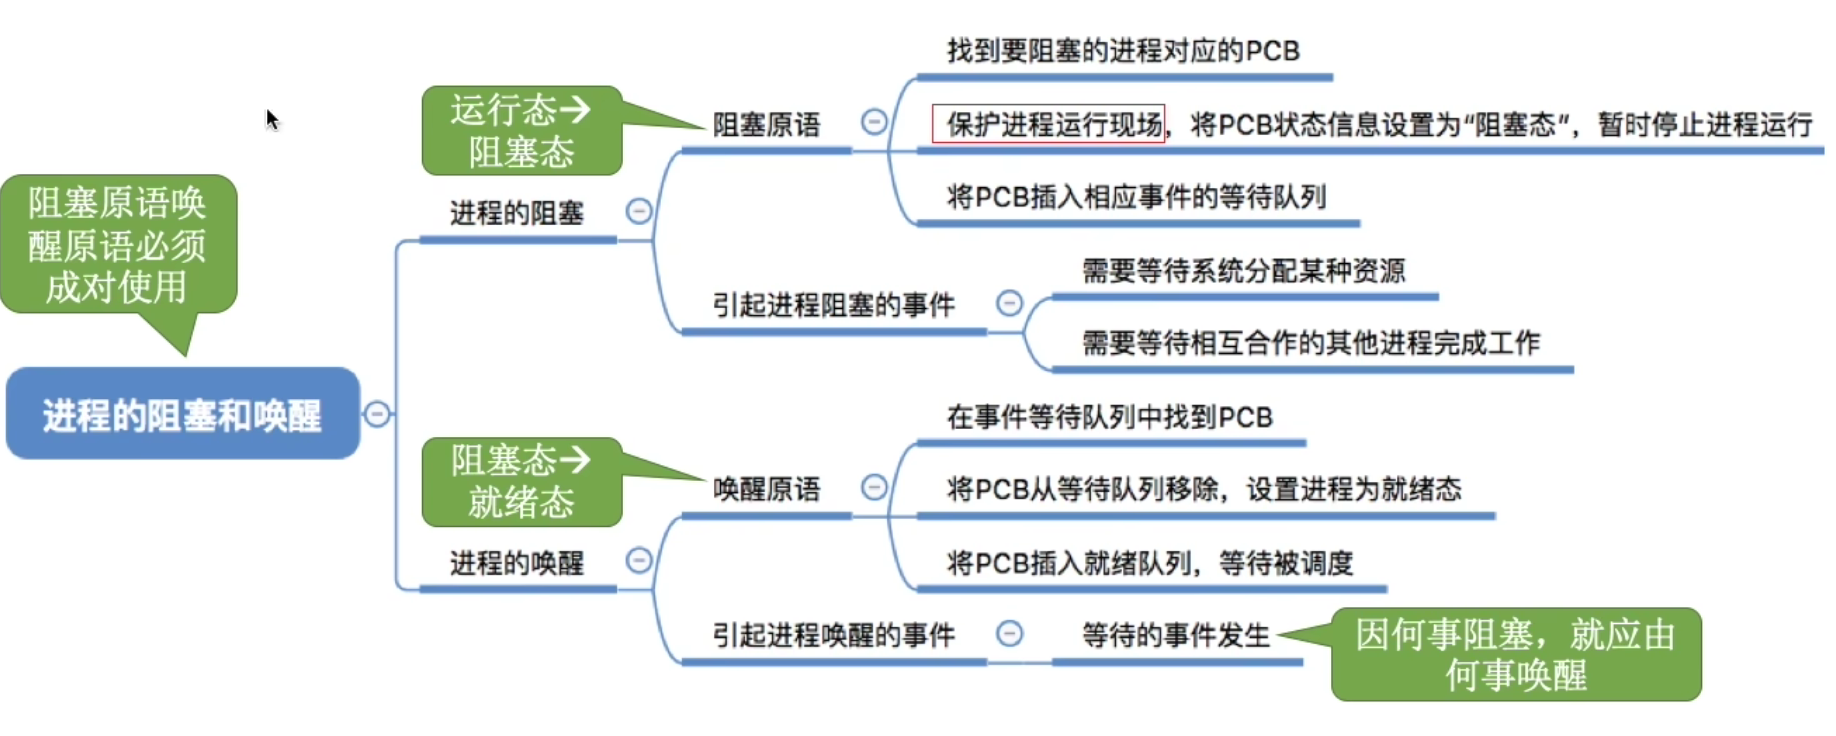 找到要阻塞的进程对应的PCB
运行态→
阻塞态
阻塞原语
保护进程运行现场，将PCB状态信息设置为“阻塞态”，暂时停止进程运行
将PCB插入相应事件的等待队列
进程的阻塞
阻塞原语唤
醒原语必须
成对使用
引起进程阻塞的事件
需要等待系统分配某种资源
需要等待相互合作的其他进程完成工作
进程的阻塞和唤醒
在事件等待队列中找到PCB
阻塞态→
就绪态
唤醒原语
将PCB从等待队列移除，设置进程为就绪态
将PCB插入就绪队列，等待被调度
进程的唤醒
引起进程唤醒的事件
等待的事件发生
因何事阻塞，就应由
何事唤醒